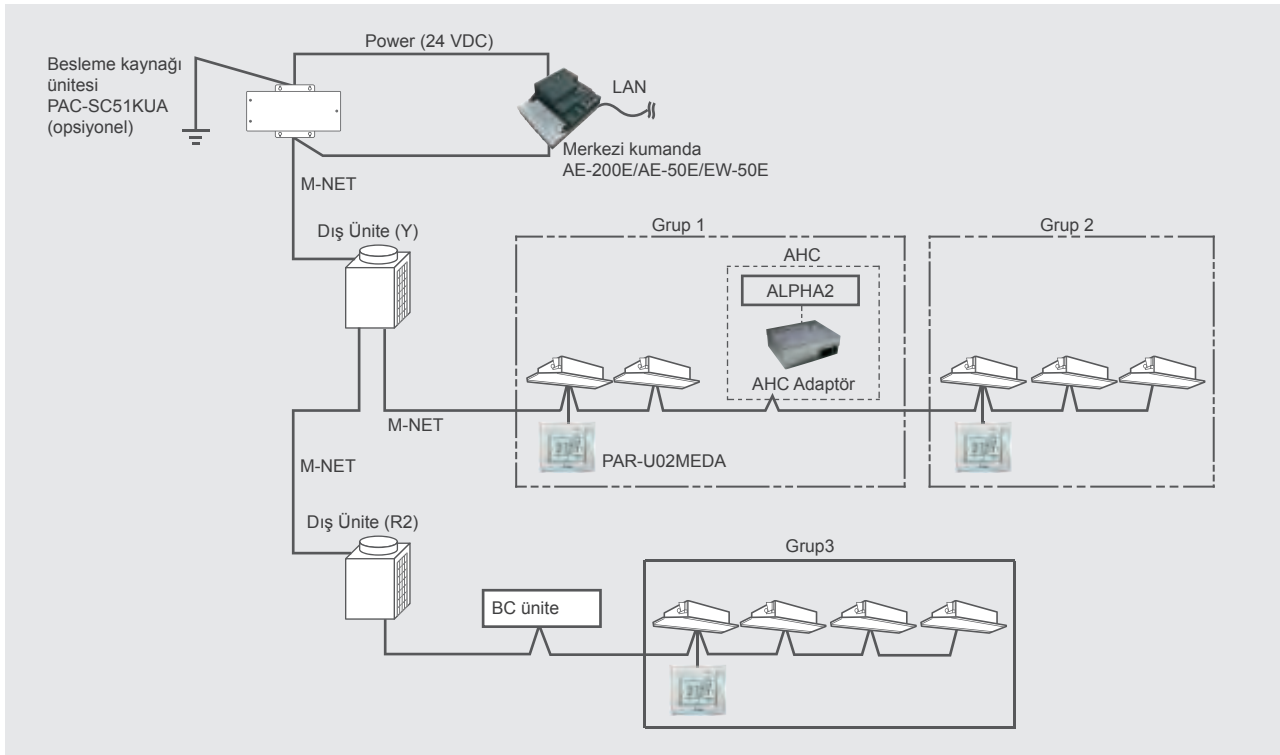 Power (24 VDC)
Besleme kaynağı
ünitesi
PAC-SC51KUA
(opsiyonel)
LAN
Merkezi kumanda
AE-200E/AE-50E/EW-50E
M-NET
Dış Ünite (Y)
Grup 1
Grup 2
AHC
ALPHA2
AHC Adaptör
M-NET
PAR-U02MEDA
M-NET
Dış Ünite (R2)
Grup3
BC ünite